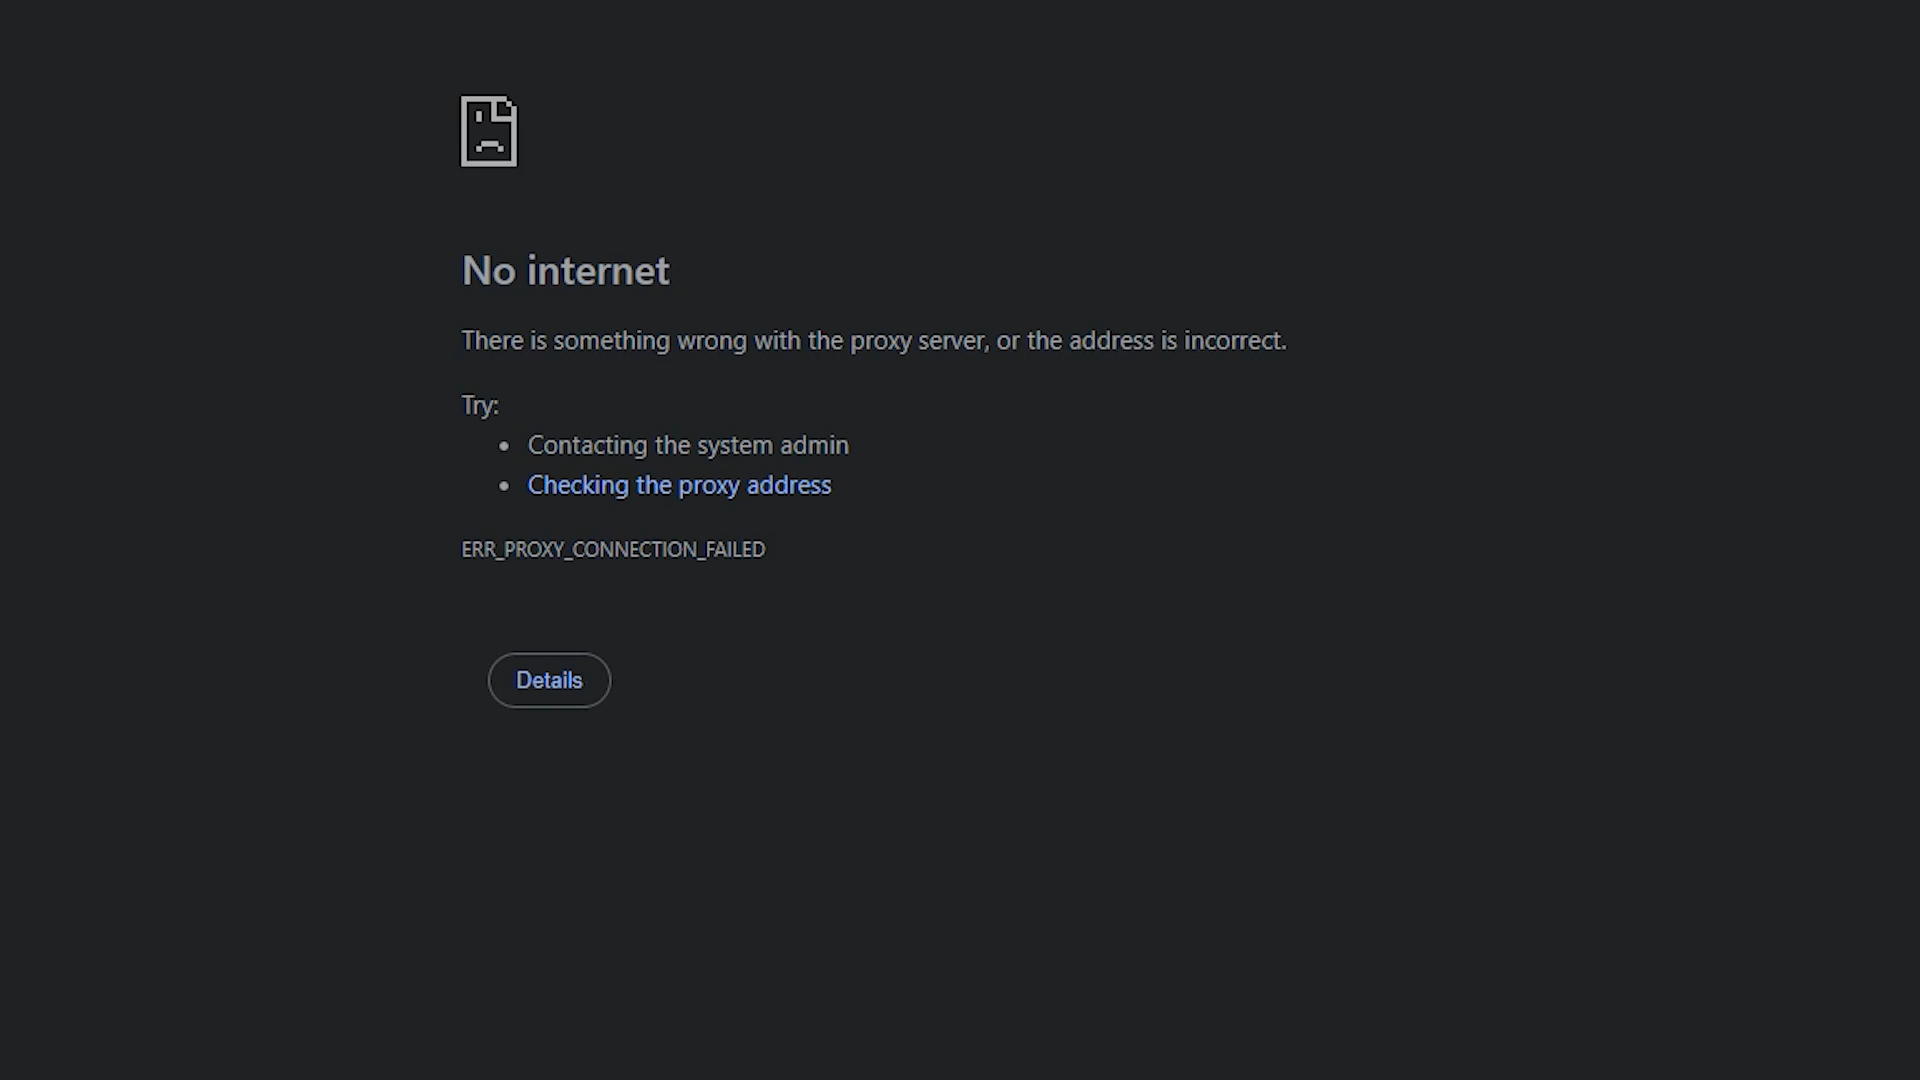 No internet
There is something wrong with the proxy server, or the address is incorrect.
Try:
• Contacting the system admin
• Checking the proxy address
ERR_PROXY_CONNECTION_FAILED
Details